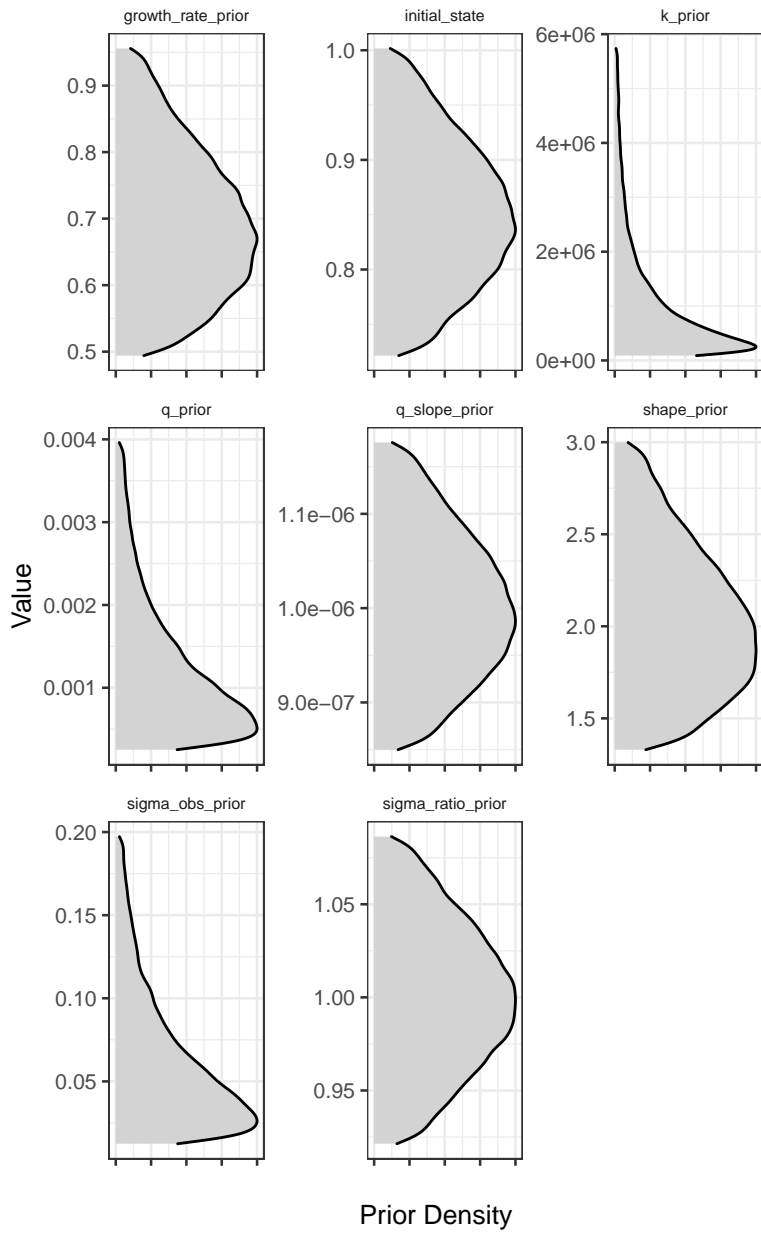 growth_rate_prior
0.9
0.8
0.7
0.6
0.5
initial_state
1.0
0.9
0.8
k_prior
6e+06
4e+06
2e+06
0e+00
q_prior
0.004
0.003
0.002
0.001
q_slope_prior
1.1e−06
1.0e−06
9.0e−07
shape_prior
3.0
2.5
2.0
1.5
sigma_obs_prior
0.20
0.15
0.10
0.05
sigma_ratio_prior
1.05
1.00
0.95
Value
Prior Density